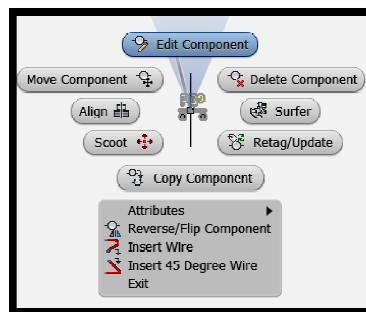 Edit Component
Move Component
Delete Component
Align
Surfer
Scoot
Retag/Update
Copy Component
Attributes
Reverse/Flip Component
Insert Wire
Insert 45 Degree Wire
Exit